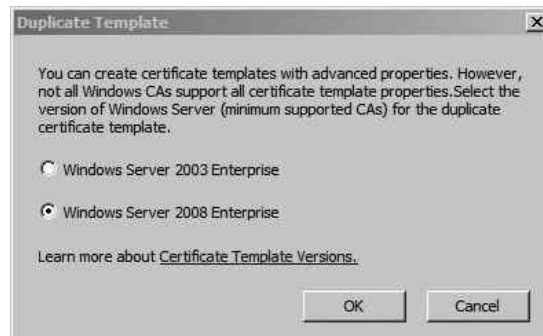 Duplicate Template
You can create certificate templates with advanced properties. However,
not all Windows CAs support all certificate template properties.Select the
version of Windows Server (minimum supported CAs) for the duplicate
certificate template.
Windows Server 2003 Enterprise
Windows Server 2008 Enterprise
Learn more about Certificate Template Versions.
OK Cancel